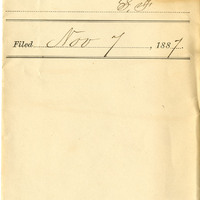 S. F.
Filed Nov 7, 1887.